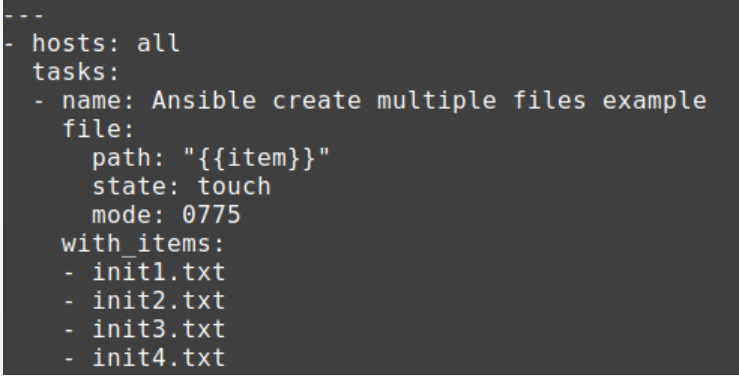 ---
- hosts: all
  tasks:
  - name: Ansible create multiple files example
    file:
      path: "{{item}}"
      state: touch
      mode: 0775
    with_items:
    - init1.txt
    - init2.txt
    - init3.txt
    - init4.txt